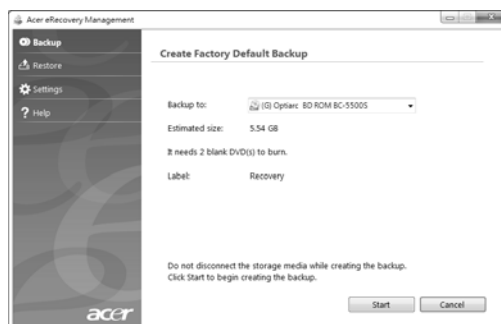 Acer eRecovery Management
Backup
Restore
Settings
Help
Create Factory Default Backup
Backup to: (G) Optiarc BD ROM BC-5500S
Estimated size: 5.54 GB
It needs 2 blank DVD(s) to burn.
Label: Recovery
Do not disconnect the storage media while creating the backup.
Click Start to begin creating the backup.
Start Cancel
acer